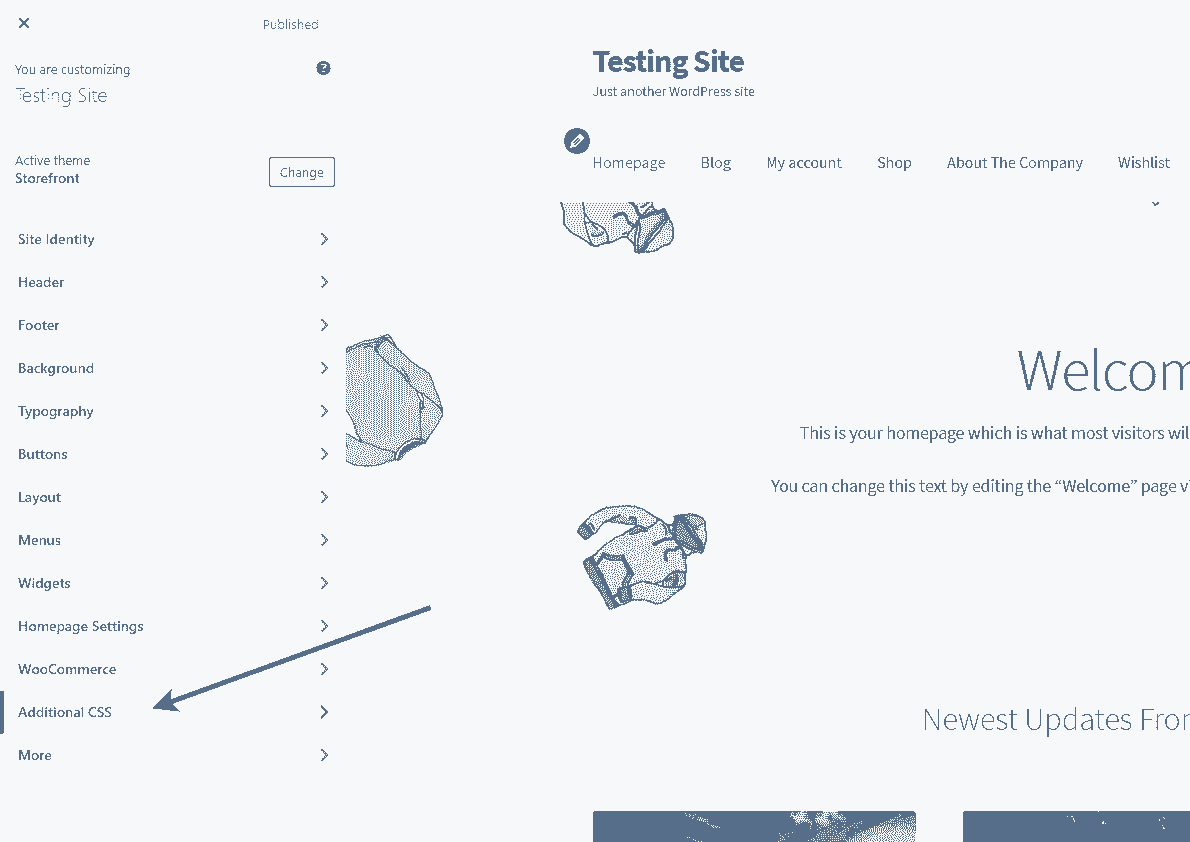 Published
You are customizing
Testing Site
Active theme
Storefront
Change
Site Identity
Header
Footer
Background
Typography
Buttons
Layout
Menus
Widgets
Homepage Settings
WooCommerce
Additional CSS
More
Testing Site
Just another WordPress site
Homepage Blog My account Shop About The Company Wishlist
Welcom
This is your homepage which is what most visitors wil
You can change this text by editing the “Welcome” page v
Newest Updates Fror